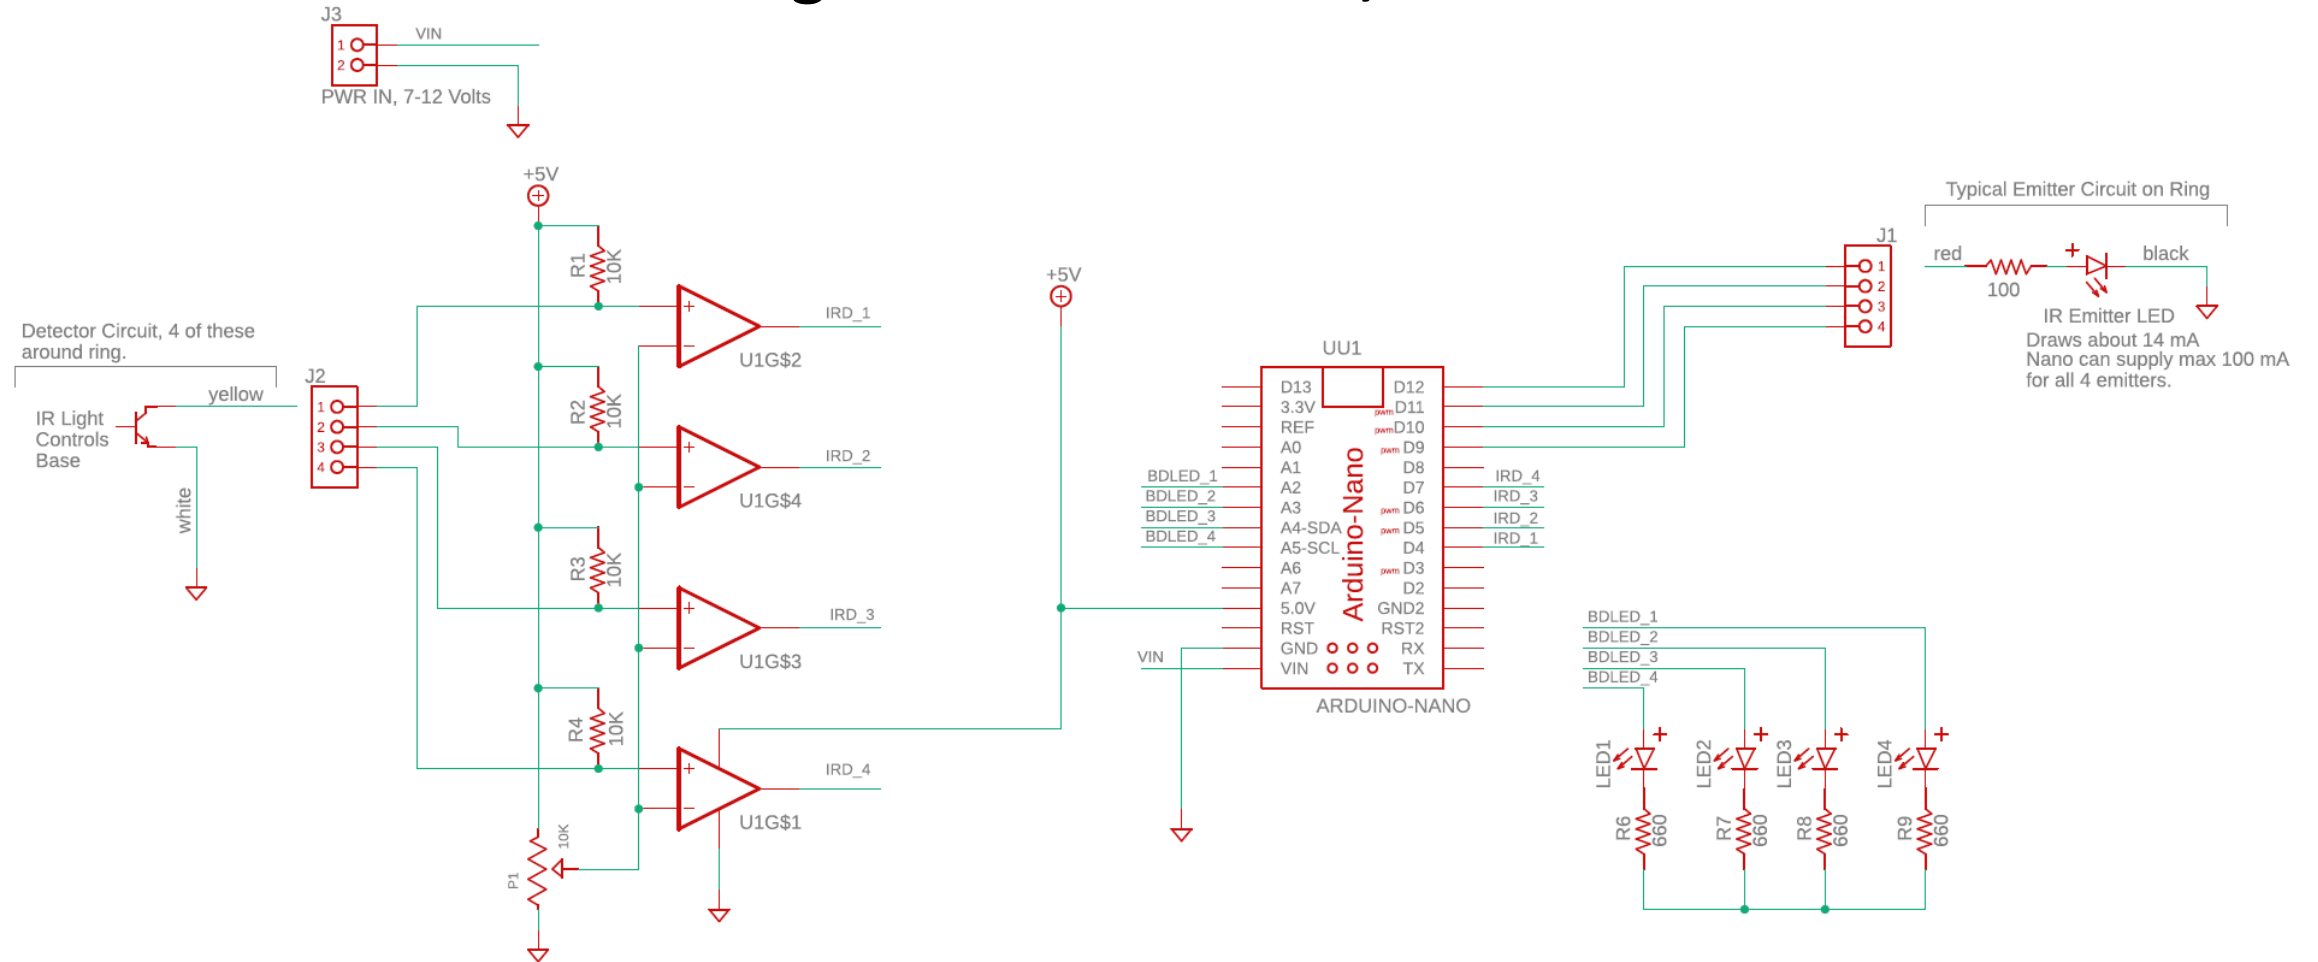 J3
1
2
VIN
PWR IN, 7-12 Volts
+5V
R1
10K
+
−
U1G$2
IRD_1
Detector Circuit, 4 of these
around ring.
yellow
IR Light
Controls
Base
white
J2
1
2
3
4
R2
10K
+
−
U1G$4
IRD_2
R3
10K
+
−
U1G$3
IRD_3
R4
10K
+
−
U1G$1
IRD_4
P1
10K
+5V
UU1
D13
3.3V
REF
A0
A1
A2
A3
A4-SDA
A5-SCL
A6
A7
5.0V
RST
GND
VIN
Arduino-Nano
D12
pwm D11
pwm D10
pwm D9
D8
D7
pwm D6
pwm D5
D4
pwm D3
D2
GND2
RST2
RX
TX
ARDUINO-NANO
BDLED_1
BDLED_2
BDLED_3
BDLED_4
VIN
IRD_4
IRD_3
IRD_2
IRD_1
J1
1
2
3
4
Typical Emitter Circuit on Ring
red
100
+
black
IR Emitter LED
Draws about 14 mA
Nano can supply max 100 mA
for all 4 emitters.
BDLED_1
BDLED_2
BDLED_3
BDLED_4
LED1
+
LED2
+
LED3
+
LED4
+
R6
660
R7
660
R8
660
R9
660